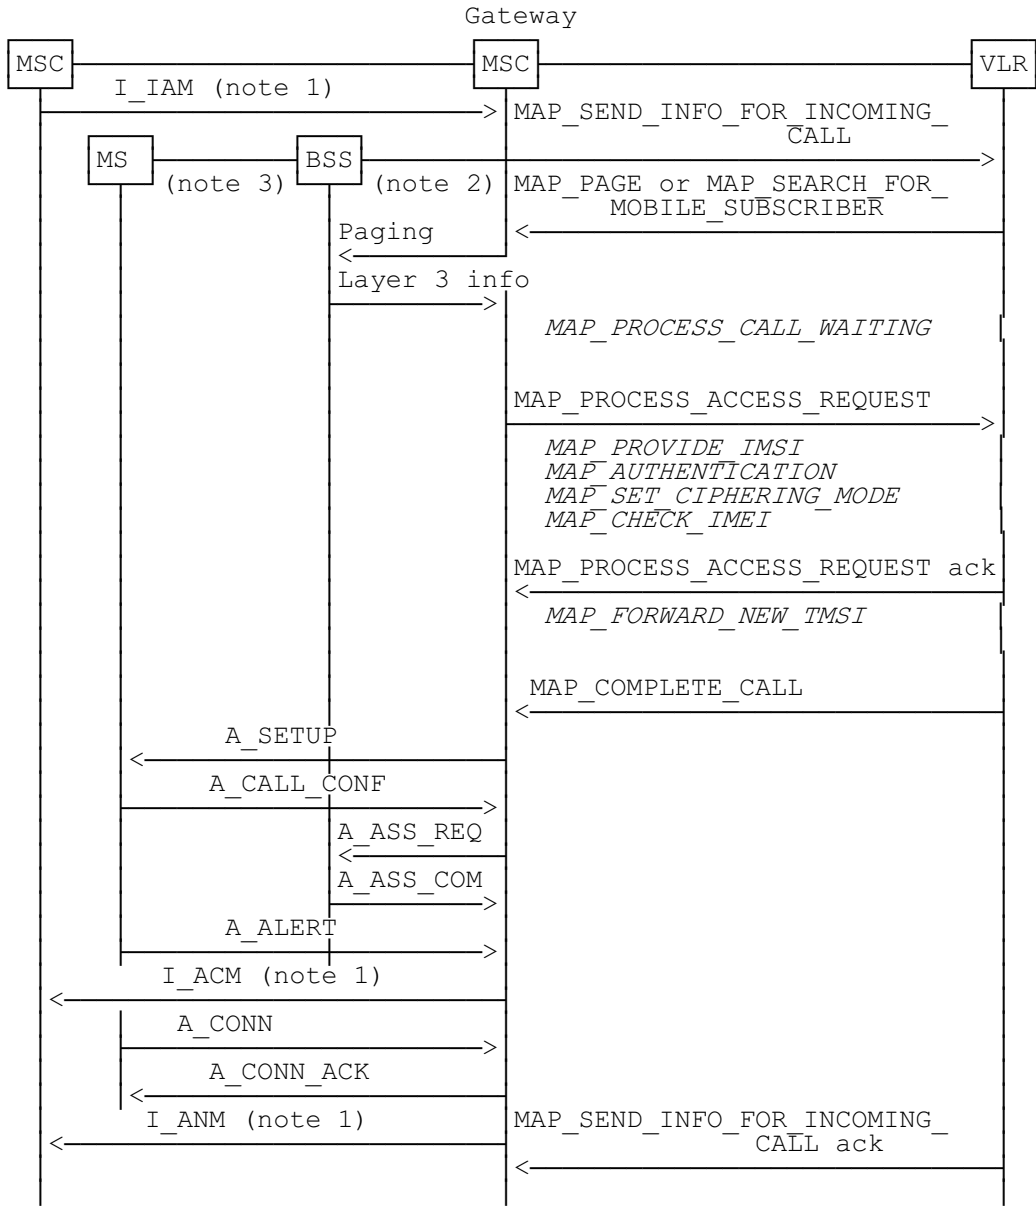 Gateway
MSC
MSC
VLR
I_IAM (note 1)
MAP_SEND_INFO_FOR_INCOMING_
CALL
MS
BSS
(note 3)
(note 2)
MAP_PAGE or MAP_SEARCH_FOR_
MOBILE_SUBSCRIBER
Paging
Layer 3 info
MAP_PROCESS_CALL_WAITING
MAP_PROCESS_ACCESS_REQUEST
MAP_PROVIDE_IMSI
MAP_AUTHENTICATION
MAP_SET_CIPHERING_MODE
MAP_CHECK_IMEI
MAP_PROCESS_ACCESS_REQUEST ack
MAP_FORWARD_NEW_TMSI
MAP_COMPLETE_CALL
A_SETUP
A_CALL_CONF
A_ASS_REQ
A_ASS_COM
A_ALERT
I_ACM (note 1)
A_CONN
A_CONN_ACK
I_ANM (note 1)
MAP_SEND_INFO_FOR_INCOMING_
CALL ack